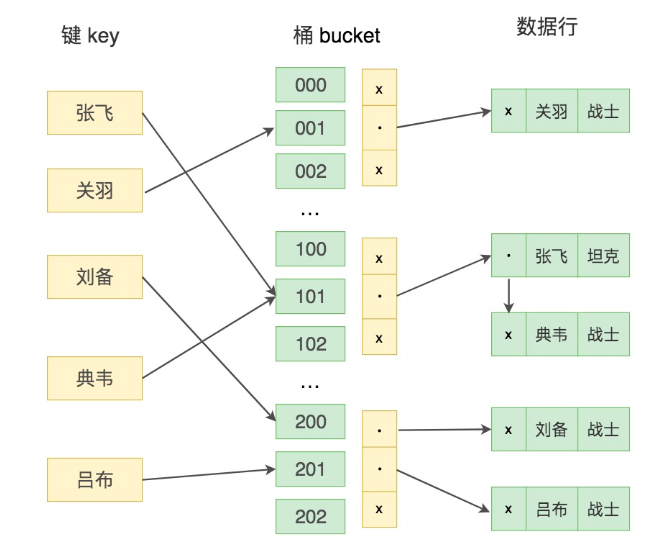 键 key
桶 bucket
数据行
张飞
关羽
刘备
典韦
吕布
000
001
002
...
100
101
102
...
200
201
202
x
·
x
x
·
x
·
·
x
x 关羽 战士
· 张飞 坦克
x 典韦 战士
x 刘备 战士
x 吕布 战士